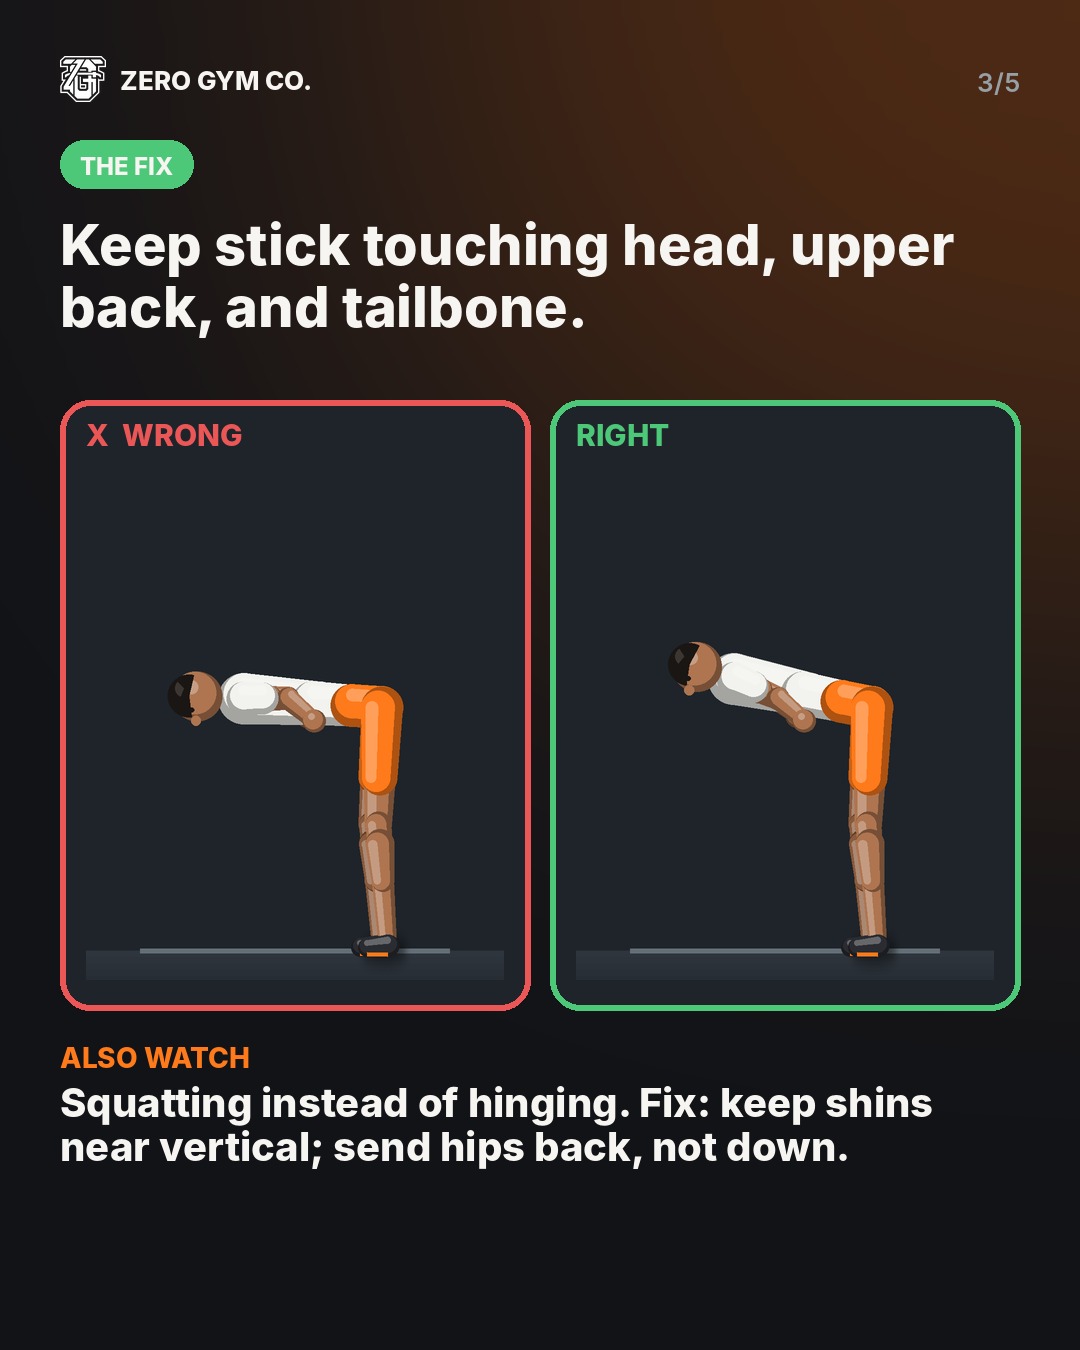 ZERO GYM CO.
3/5
THE FIX
Keep stick touching head, upper
back, and tailbone.
X WRONG
RIGHT
ALSO WATCH
Squatting instead of hinging. Fix: keep shins
near vertical; send hips back, not down.